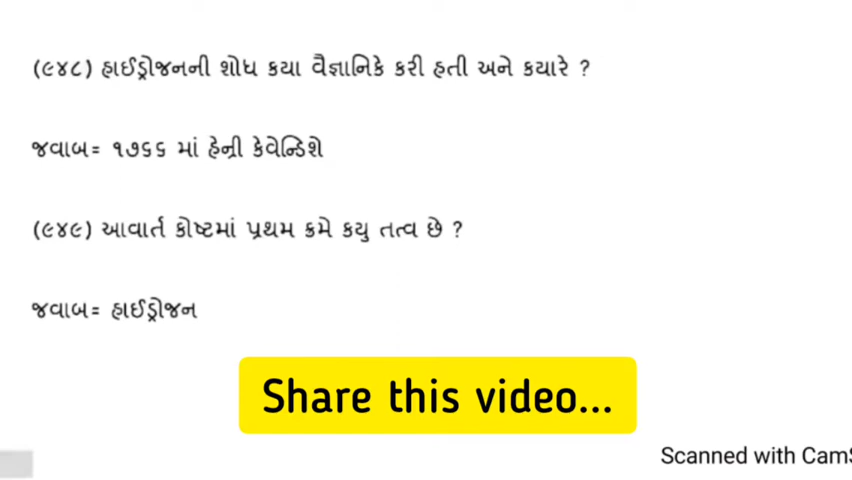 (૯૪૮) હાઈડ્રોજનની શોધ કયા વૈજ્ઞાનિકે કરી હતી અને કયારે ?
જવાબ= ૧૭૬૬ માં હેન્રી કેવેન્ડિશે
(૯૪૯) આવાર્ત કોષ્ટમાં પ્રથમ ક્રમે કયુ તત્વ છે ?
જવાબ= હાઈડ્રોજન
Share this video...
Scanned with CamS